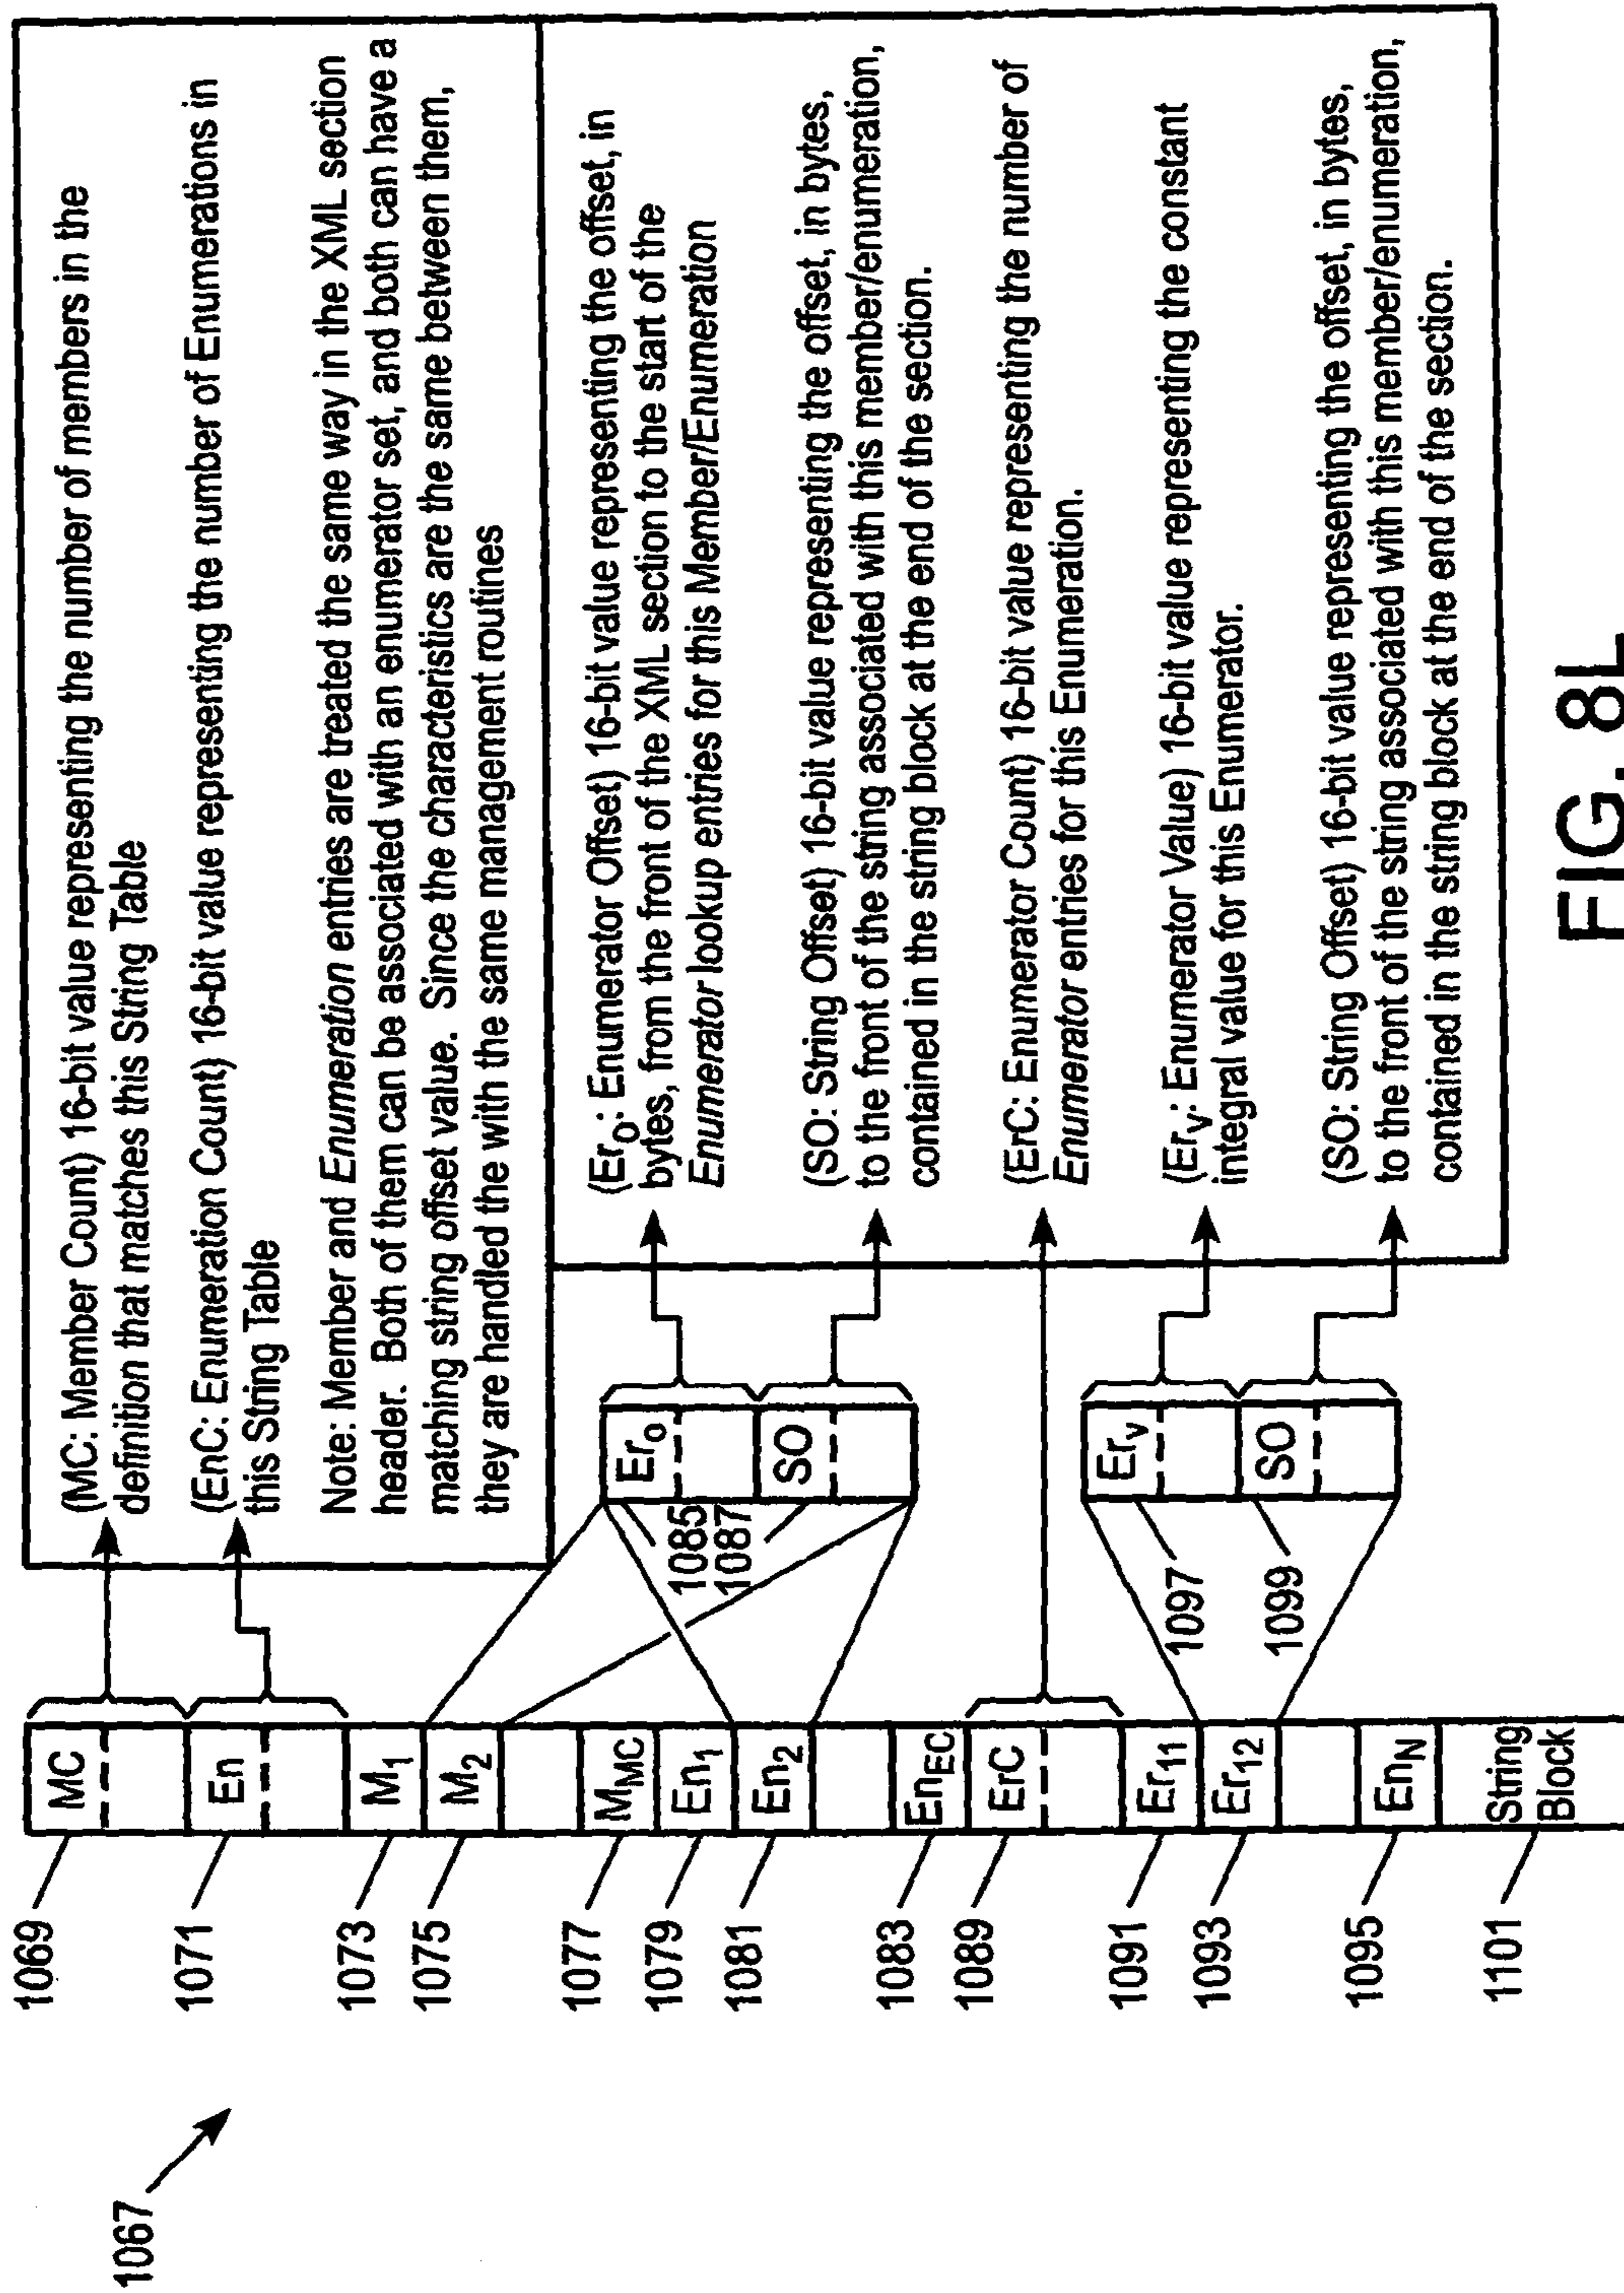 1067
1069
1071
1073
1075
1077
1079
1081
1083
1089
1091
1093
1095
1101
MC
En
M1
M2
MMC
En1
En2
EnEC
ErC
Er11
Er12
EnN
String
Block
1085
1087
ErO
SO
1097
1099
ErV
SO
(MC: Member Count) 16-bit value representing the number of members in the
definition that matches this String Table
(EnC: Enumeration Count) 16-bit value representing the number of Enumerations in
this String Table
Note: Member and Enumeration entries are treated the same way in the XML section
header. Both of them can be associated with an enumerator set, and both can have a
matching string offset value. Since the characteristics are the same between them,
they are handled the with the same management routines
(ErO: Enumerator Offset) 16-bit value representing the offset, in
bytes, from the front of the XML section to the start of the
Enumerator lookup entries for this Member/Enumeration
(SO: String Offset) 16-bit value representing the offset, in bytes,
to the front of the string associated with this member/enumeration,
contained in the string block at the end of the section.
(ErC: Enumerator Count) 16-bit value representing the number of
Enumerator entries for this Enumeration.
(ErV: Enumerator Value) 16-bit value representing the constant
integral value for this Enumerator.
(SO: String Offset) 16-bit value representing the offset, in bytes,
to the front of the string associated with this member/enumeration,
contained in the string block at the end of the section.
FIG. 8L